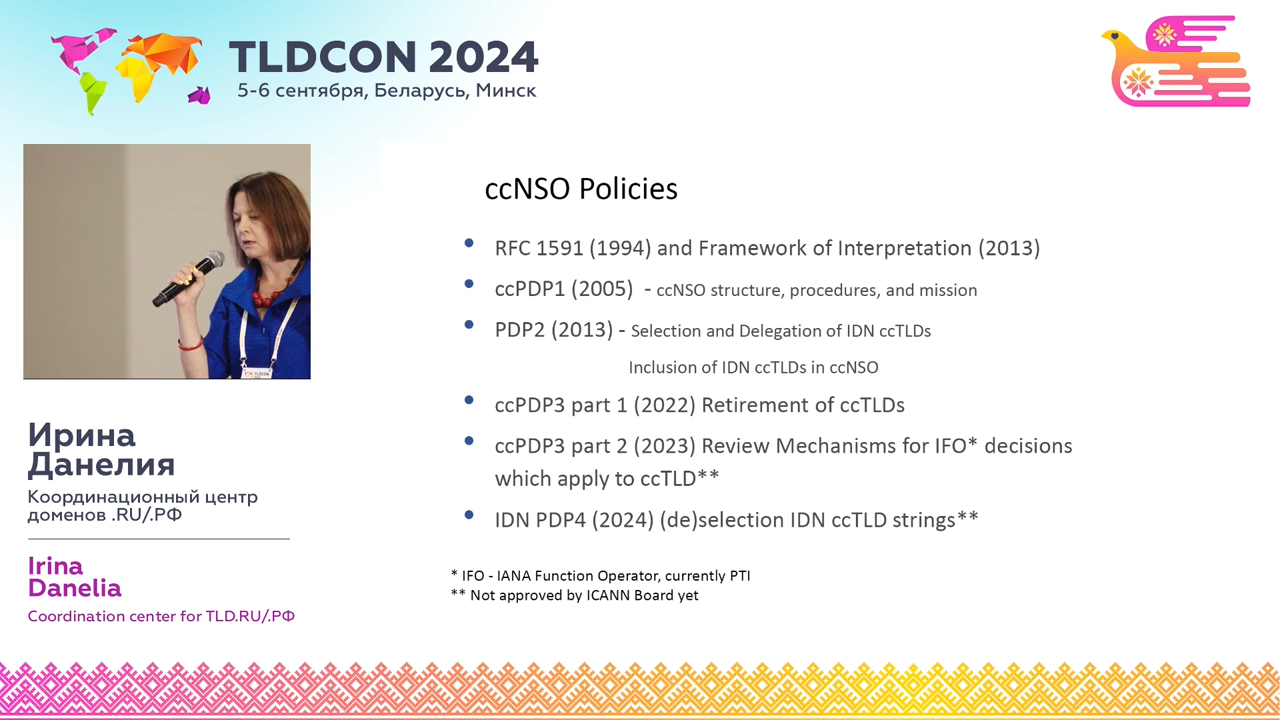 TLDCON 2024
5-6 сентября, Беларусь, Минск
ccNSO Policies
• RFC 1591 (1994) and Framework of Interpretation (2013)
• ccPDP1 (2005) - ccNSO structure, procedures, and mission
• PDP2 (2013) - Selection and Delegation of IDN ccTLDs
Inclusion of IDN ccTLDs in ccNSO
• ccPDP3 part 1 (2022) Retirement of ccTLDs
• ccPDP3 part 2 (2023) Review Mechanisms for IFO* decisions
which apply to ccTLD**
• IDN PDP4 (2024) (de)selection IDN ccTLD strings**
* IFO - IANA Function Operator, currently PTI
** Not approved by ICANN Board yet
Ирина
Данелия
Координационный центр
доменов .RU/.РФ
Irina
Danelia
Coordination center for TLD.RU/.РФ